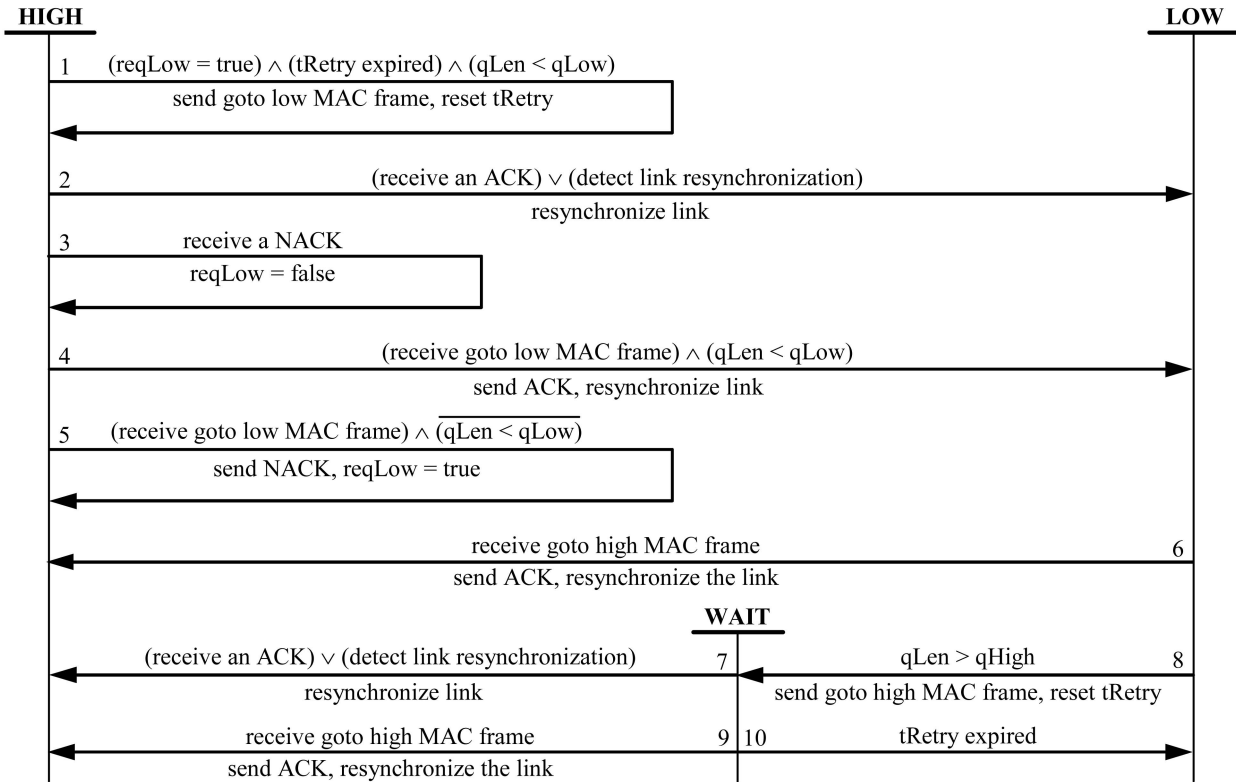 HIGH
LOW
1
(reqLow = true) ∧ (tRetry expired) ∧ (qLen < qLow)
send goto low MAC frame, reset tRetry
2
(receive an ACK) ∨ (detect link resynchronization)
resynchronize link
3
receive a NACK
reqLow = false
4
(receive goto low MAC frame) ∧ (qLen < qLow)
send ACK, resynchronize link
5
(receive goto low MAC frame) ∧ (qLen < qLow)
send NACK, reqLow = true
receive goto high MAC frame
6
send ACK, resynchronize the link
WAIT
(receive an ACK) ∨ (detect link resynchronization)
7
qLen > qHigh
8
resynchronize link
send goto high MAC frame, reset tRetry
receive goto high MAC frame
9
10
tRetry expired
send ACK, resynchronize the link